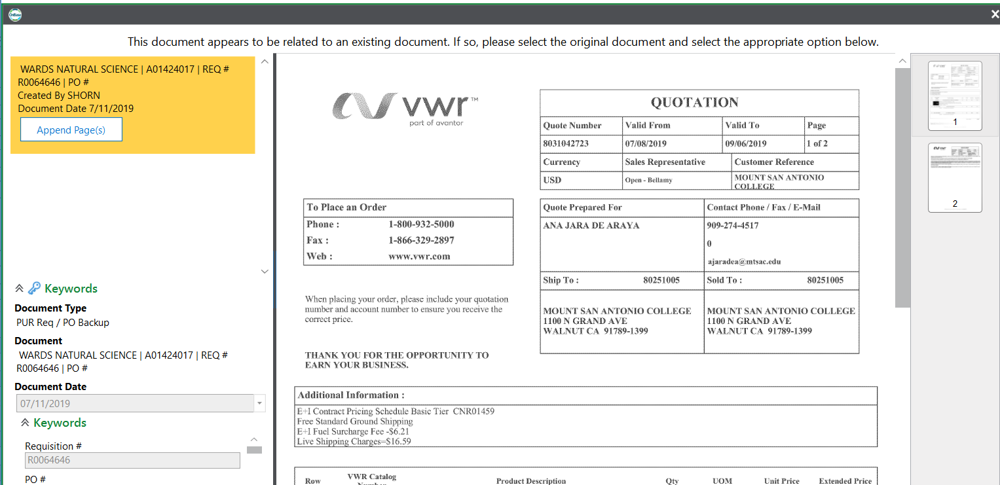 OnBase
This document appears to be related to an existing document. If so, please select the original document and select the appropriate option below.
WARDS NATURAL SCIENCE | A01424017 | REQ #
R0064646 | PO #
Created By SHORN
Document Date 7/11/2019
Append Page(s)
Keywords
Document Type
PUR Req / PO Backup
Document
WARDS NATURAL SCIENCE | A01424017 | REQ #
R0064646 | PO #
Document Date
07/11/2019
Keywords
Requisition #
R0064646
PO #
vwr™
part of avantor
QUOTATION
Quote Number Valid From Valid To Page
8031042723 07/08/2019 09/06/2019 1 of 2
Currency Sales Representative Customer Reference
USD Open - Bellamy MOUNT SAN ANTONIO
COLLEGE
To Place an Order
Phone : 1-800-932-5000
Fax : 1-866-329-2897
Web : www.vwr.com
Quote Prepared For Contact Phone / Fax / E-Mail
ANA JARA DE ARAYA 909-274-4517
0
ajaradea@mtsac.edu
Ship To : 80251005 Sold To : 80251005
MOUNT SAN ANTONIO COLLEGE MOUNT SAN ANTONIO COLLEGE
1100 N GRAND AVE 1100 N GRAND AVE
WALNUT CA 91789-1399 WALNUT CA 91789-1399
When placing your order, please include your quotation
number and account number to ensure you receive the
correct price.
THANK YOU FOR THE OPPORTUNITY TO
EARN YOUR BUSINESS.
Additional Information :
E+I Contract Pricing Schedule Basic Tier CNR01459
Free Standard Ground Shipping
E+I Fuel Surcharge Fee -$6.21
Live Shipping Charges=$16.59
Row VWR Catalog Product Description Qty UOM Unit Price Extended Price
1
2